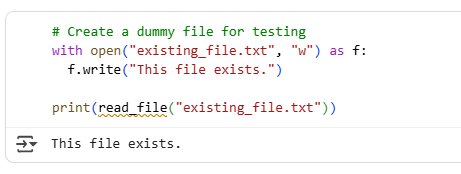 # Create a dummy file for testing
with open("existing_file.txt", "w") as f:
  f.write("This file exists.")
print(read_file("existing_file.txt"))
This file exists.